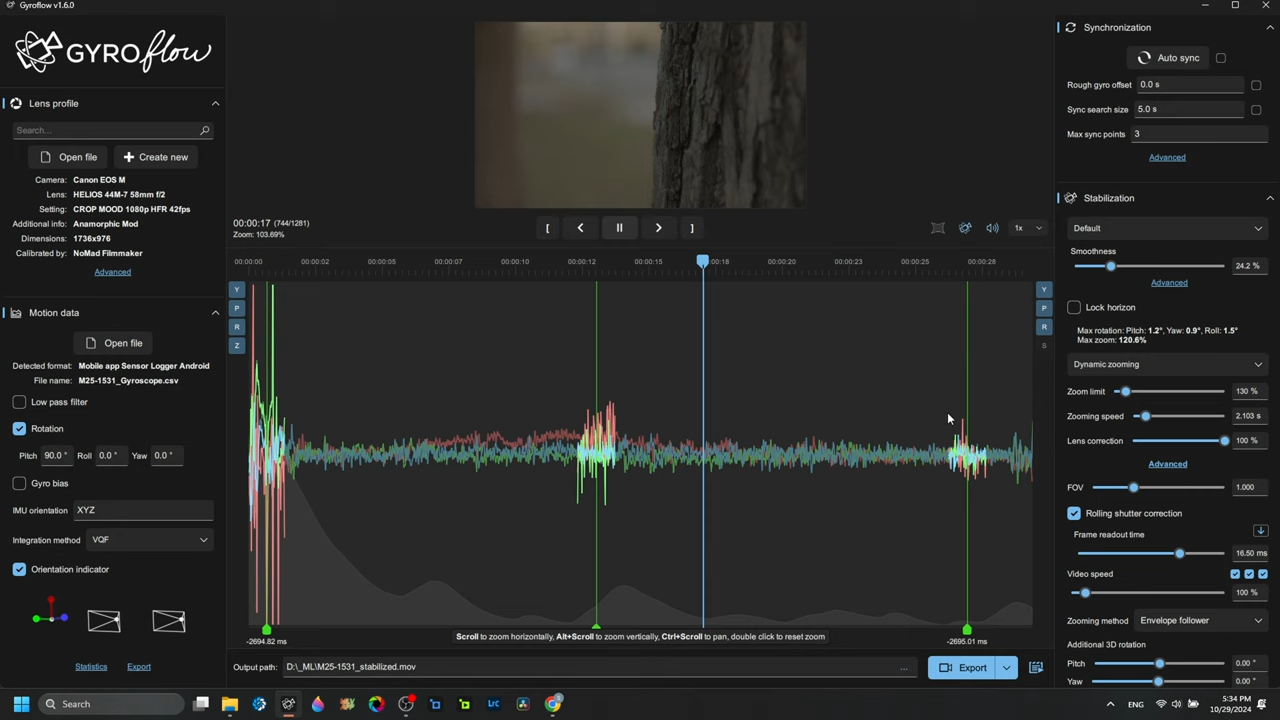 Gyroflow v1.6.0
GYROflow
Lens profile
Search...
Open file
Create new
Camera: Canon EOS M
Lens: HELIOS 44M-7 58mm f/2
Setting: CROP MOOD 1080p HFR 42fps
Additional info: Anamorphic Mod
Dimensions: 1736x976
Calibrated by: NoMad Filmmaker
Advanced
Motion data
Open file
Detected format: Mobile app Sensor Logger Android
File name: M25-1531_Gyroscope.csv
Low pass filter
Rotation
Pitch 90.0 ° Roll 0.0 ° Yaw 0.0 °
Gyro bias
IMU orientation XYZ
Integration method VQF
Orientation indicator
Statistics Export
00:00:17 (744/1281)
Zoom: 103.69%
[ ]
1x
00:00:00 00:00:02 00:00:05 00:00:07 00:00:10 00:00:12 00:00:15 00:00:18 00:00:20 00:00:23 00:00:25 00:00:28
Y
P
R
Z
Y
P
R
S
Scroll to zoom horizontally, Alt+Scroll to zoom vertically, Ctrl+Scroll to pan, double click to reset zoom
-2694.82 ms
-2695.01 ms
Output path: D:\_ML\M25-1531_stabilized.mov ...
Export
Synchronization
Auto sync
Rough gyro offset 0.0 s
Sync search size 5.0 s
Max sync points 3
Advanced
Stabilization
Default
Smoothness
24.2 %
Advanced
Lock horizon
Max rotation: Pitch: 1.2°, Yaw: 0.9°, Roll: 1.5°
Max zoom: 120.6%
Dynamic zooming
Zoom limit 130 %
Zooming speed 2.103 s
Lens correction 100 %
Advanced
FOV 1.000
Rolling shutter correction
Frame readout time
16.50 ms
Video speed
100 %
Zooming method Envelope follower
Additional 3D rotation
Pitch 0.00 °
Yaw 0.00 °
Search
LrC
ENG
5:34 PM
10/29/2024